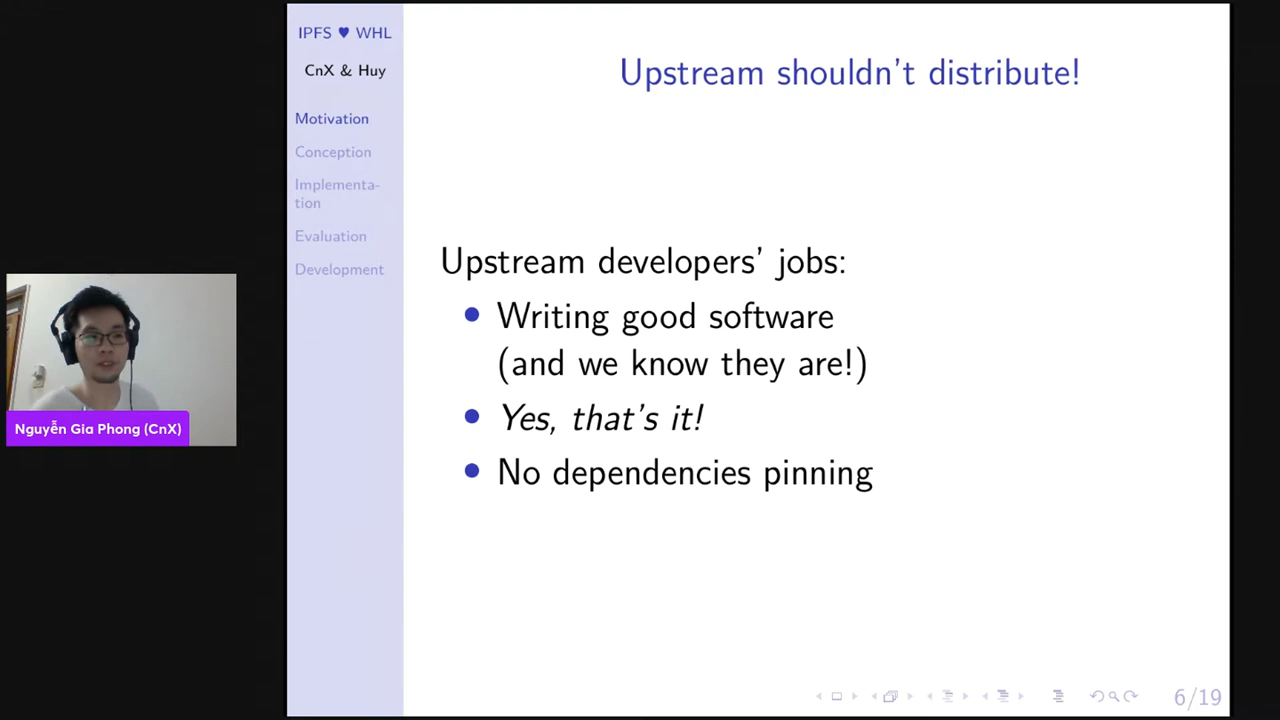 IPFS ♥ WHL
CnX & Huy
Motivation
Conception
Implementa-
tion
Evaluation
Development
Nguyễn Gia Phong (CnX)
Upstream shouldn't distribute!
Upstream developers' jobs:
• Writing good software
(and we know they are!)
• Yes, that's it!
• No dependencies pinning
6/19